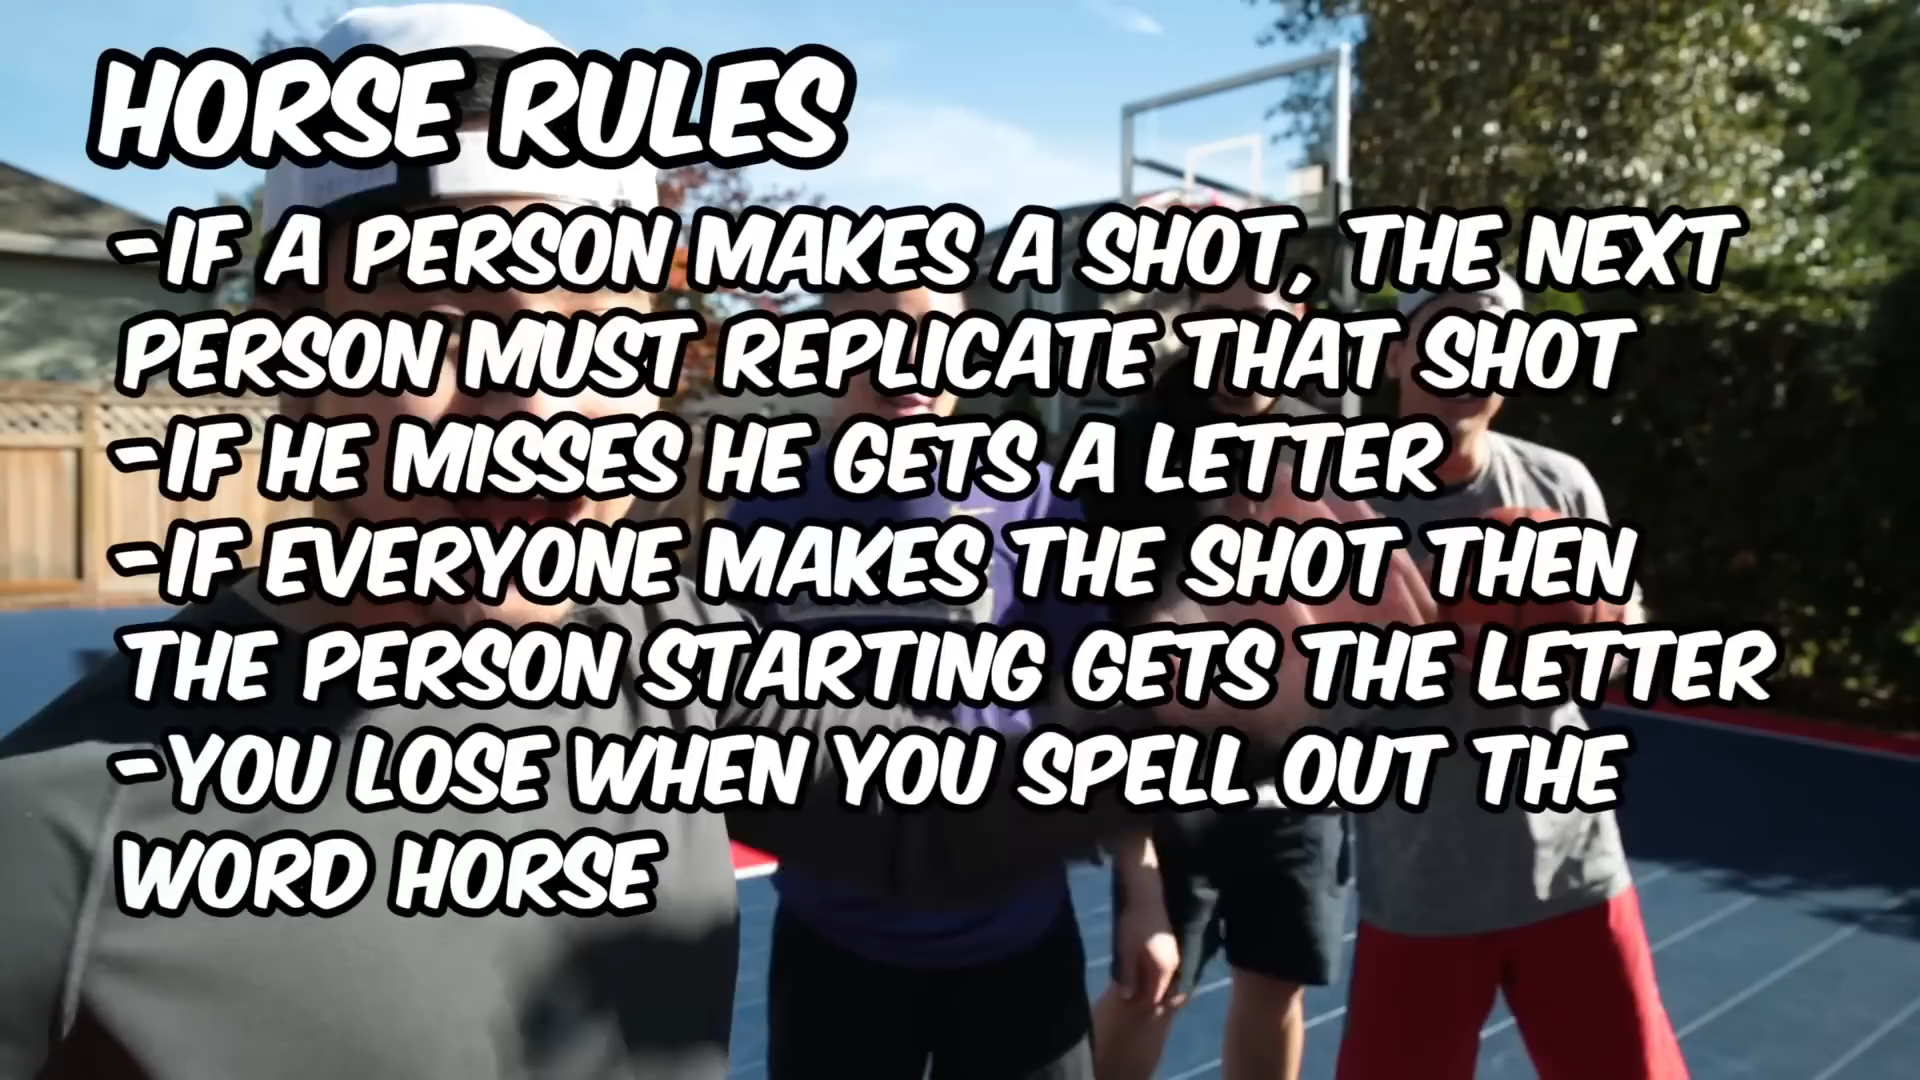 HORSE RULES
-IF A PERSON MAKES A SHOT, THE NEXT
PERSON MUST REPLICATE THAT SHOT
-IF HE MISSES HE GETS A LETTER
-IF EVERYONE MAKES THE SHOT THEN
THE PERSON STARTING GETS THE LETTER
-YOU LOSE WHEN YOU SPELL OUT THE
WORD HORSE